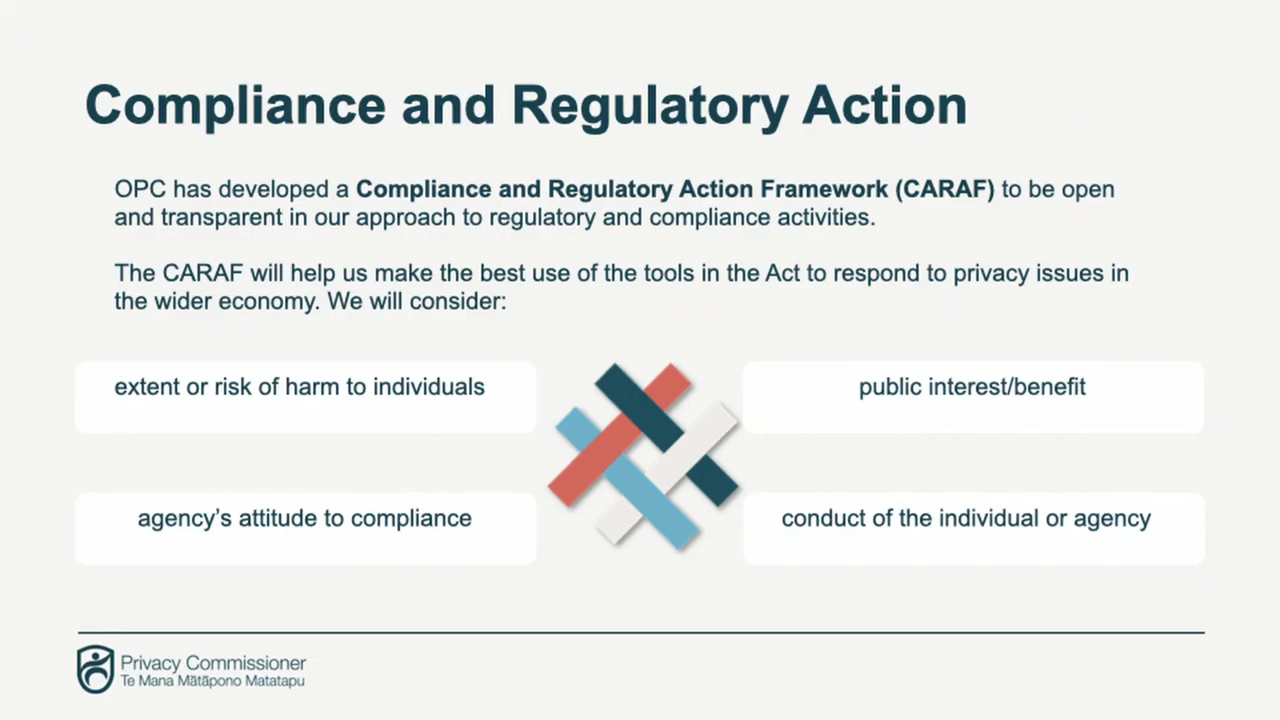 Compliance and Regulatory Action
OPC has developed a Compliance and Regulatory Action Framework (CARAF) to be open
and transparent in our approach to regulatory and compliance activities.
The CARAF will help us make the best use of the tools in the Act to respond to privacy issues in
the wider economy. We will consider:
extent or risk of harm to individuals
public interest/benefit
agency’s attitude to compliance
conduct of the individual or agency
Privacy Commissioner
Te Mana Mātāpono Matatapu